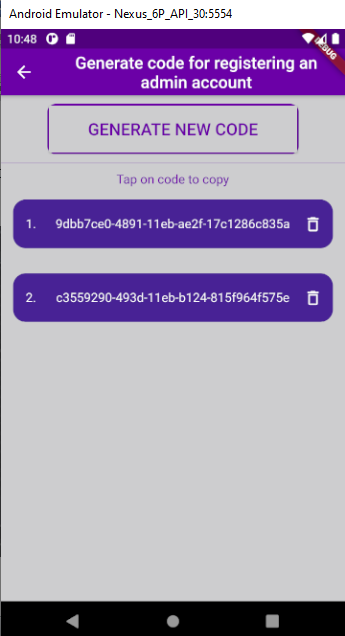 Android Emulator - Nexus_6P_API_30:5554
10:48
DEBUG
Generate code for registering an
admin account
GENERATE NEW CODE
Tap on code to copy
1. 9dbb7ce0-4891-11eb-ae2f-17c1286c835a
2. c3559290-493d-11eb-b124-815f964f575e